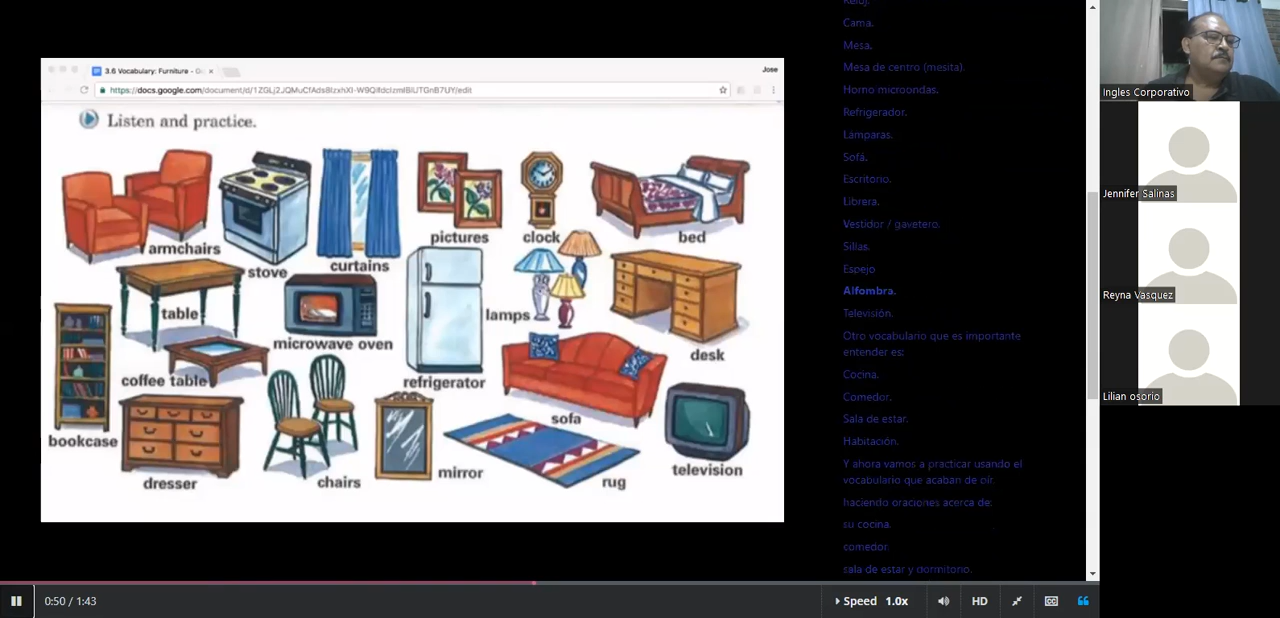 3.6 Vocabulary: Furniture - G
Jose
https://docs.google.com/document/d/1ZGLj2JQMuCfAds8IzxhXI-W9QIfdcIzmIBiUTGnB7UY/edit
Listen and practice.
armchairs
stove
curtains
pictures
clock
bed
table
microwave oven
lamps
desk
coffee table
refrigerator
sofa
bookcase
dresser
chairs
mirror
rug
television
Reloj.
Cama.
Mesa.
Mesa de centro (mesita).
Horno microondas.
Refrigerador.
Lámparas.
Sofá.
Escritorio.
Librera.
Vestidor / gavetero.
Sillas.
Espejo
Alfombra.
Televisión.
Otro vocabulario que es importante
entender es:
Cocina.
Comedor.
Sala de estar.
Habitación.
Y ahora vamos a practicar usando el
vocabulario que acaban de oír.
haciendo oraciones acerca de:
su cocina.
comedor.
sala de estar y dormitorio.
Ingles Corporativo
Jennifer Salinas
Reyna Vasquez
Lilian osorio
0:50 / 1:43
Speed 1.0x
HD
CC